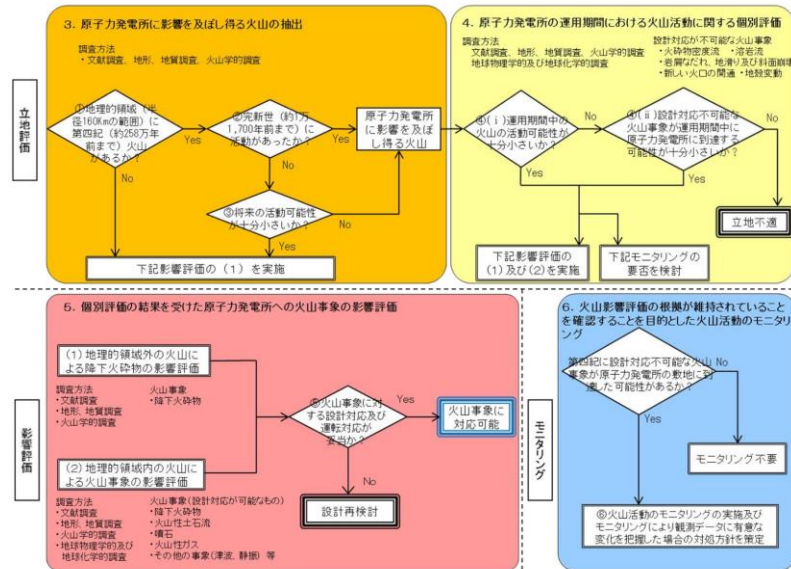 3. 原子力発電所に影響を及ぼし得る火山の抽出
調査方法
・文献調査、地形、地質調査、火山学的調査
①地理的領域(半
径160Kmの範囲)に
第四紀(約258万年
前まで)火山
があるか?
Yes
No
②完新世(約1万
1,700年前まで)に
活動があったか?
Yes
No
原子力発電所
に影響を及ぼ
し得る火山
③将来の活動可能性
が十分小さいか?
No
Yes
下記影響評価の(1)を実施
立地評価
4. 原子力発電所の運用期間における火山活動に関する個別評価
調査方法
文献調査、地形、地質調査、火山学的調査
地球物理学的及び地球化学的調査
設計対応が不可能な火山事象
・火砕物密度流 ・溶岩流
・岩屑なだれ、地滑り及び斜面崩壊
・新しい火口の開通 ・地殻変動
④(i)運用期間中の
火山の活動可能性が
十分小さいか?
No
Yes
④(ii)設計対応不可能な
火山事象が運用期間中に
原子力発電所に到達する
可能性が十分小さいか?
No
Yes
立地不適
下記影響評価の
(1)及び(2)を実施
下記モニタリングの
要否を検討
5. 個別評価の結果を受けた原子力発電所への火山事象の影響評価
(1)地理的領域外の火山に
よる降下火砕物の影響評価
調査方法
・文献調査
・地形、地質調査
・火山学的調査
火山事象
・降下火砕物
(2)地理的領域内の火山に
よる火山事象の影響評価
調査方法
・文献調査
・地形、地質調査
・火山学的調査
・地球物理学的及び
地球化学的調査
火山事象(設計対応が可能なもの)
・降下火砕物
・火山性土石流
・噴石
・火山性ガス
・その他の事象(津波、静振)等
⑤火山事象に対
する設計対応及び
運転対応が
妥当か?
Yes
No
火山事象に
対応可能
設計再検討
影響評価
6. 火山影響評価の根拠が維持されていること
を確認することを目的とした火山活動のモニタ
リング
第四紀に設計対応不可能な火山
事象が原子力発電所の敷地に到
達した可能性があるか?
No
Yes
モニタリング不要
⑥火山活動のモニタリングの実施及び
モニタリングにより観測データに有意な
変化を把握した場合の対処方針を策定
モニタリング